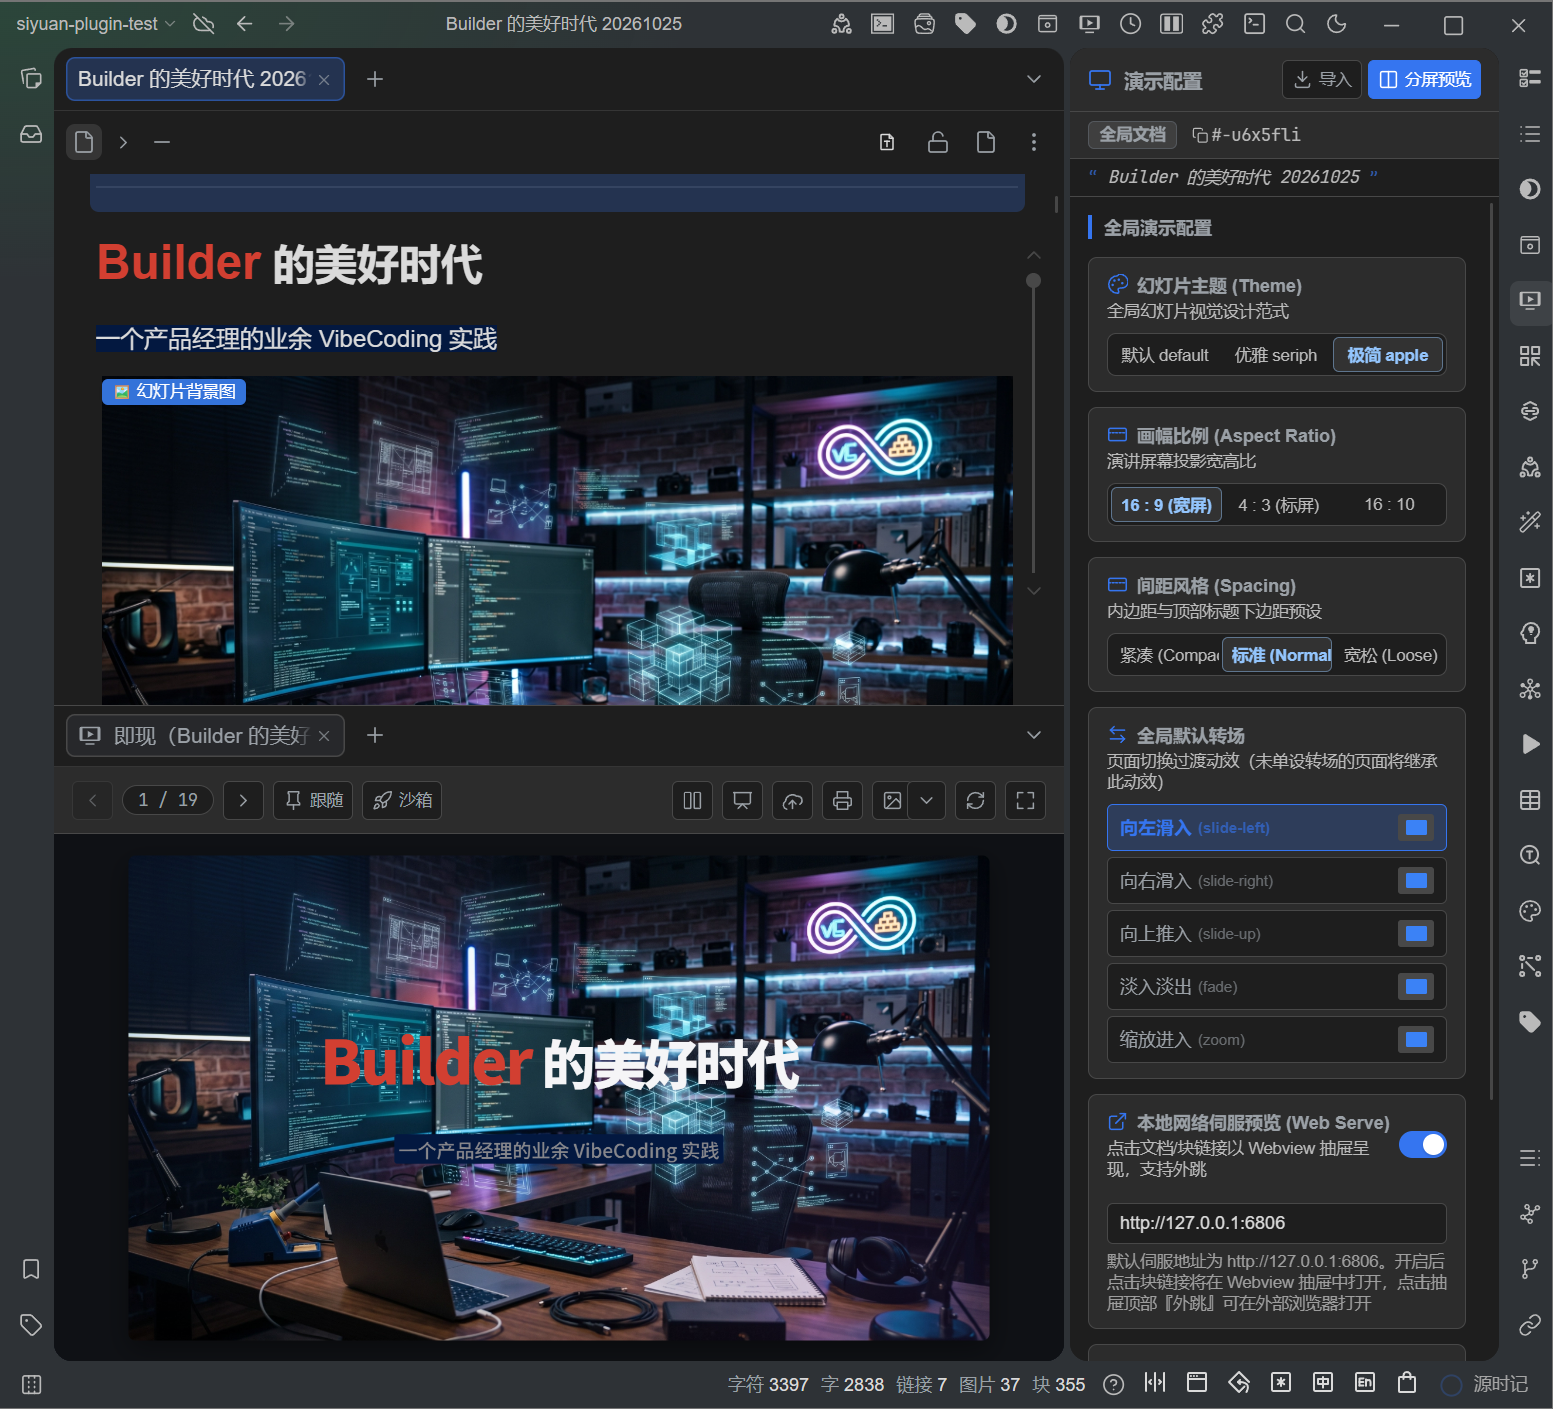 siyuan-plugin-test
Builder 的美好时代 20261025
Builder 的美好时代 2026
演示配置
导入
分屏预览
全局文档
#-u6x5fli
“ Builder 的美好时代 20261025 ”
Builder 的美好时代
一个产品经理的业余 VibeCoding 实践
幻灯片背景图
VC
全局演示配置
幻灯片主题 (Theme)
全局幻灯片视觉设计范式
默认 default
优雅 seriph
极简 apple
画幅比例 (Aspect Ratio)
演讲屏幕投影宽高比
16 : 9 (宽屏)
4 : 3 (标屏)
16 : 10
间距风格 (Spacing)
内边距与顶部标题下边距预设
紧凑 (Compac
标准 (Normal
宽松 (Loose)
全局默认转场
页面切换过渡动效（未单设转场的页面将继承
此动效）
向左滑入 (slide-left)
向右滑入 (slide-right)
向上推入 (slide-up)
淡入淡出 (fade)
缩放进入 (zoom)
本地网络伺服预览 (Web Serve)
点击文档/块链接以 Webview 抽屉呈
现，支持外跳
http://127.0.0.1:6806
默认伺服地址为 http://127.0.0.1:6806。开启后
点击块链接将在 Webview 抽屉中打开，点击抽
屉顶部『外跳』可在外部浏览器打开
即现（Builder 的美好
1 / 19
跟随
沙箱
VC
Builder 的美好时代
一个产品经理的业余 VibeCoding 实践
字符 3397 字 2838 链接 7 图片 37 块 355
中
En
源时记